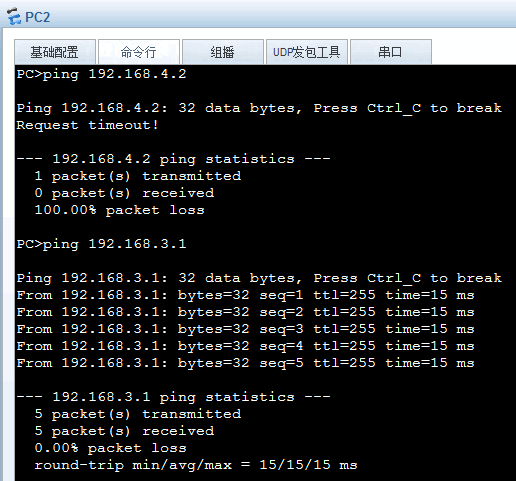 PC2
基础配置 命令行 组播 UDP发包工具 串口
PC>ping 192.168.4.2
Ping 192.168.4.2: 32 data bytes, Press Ctrl_C to break
Request timeout!
--- 192.168.4.2 ping statistics ---
1 packet(s) transmitted
0 packet(s) received
100.00% packet loss
PC>ping 192.168.3.1
Ping 192.168.3.1: 32 data bytes, Press Ctrl_C to break
From 192.168.3.1: bytes=32 seq=1 ttl=255 time=15 ms
From 192.168.3.1: bytes=32 seq=2 ttl=255 time=15 ms
From 192.168.3.1: bytes=32 seq=3 ttl=255 time=15 ms
From 192.168.3.1: bytes=32 seq=4 ttl=255 time=15 ms
From 192.168.3.1: bytes=32 seq=5 ttl=255 time=15 ms
--- 192.168.3.1 ping statistics ---
5 packet(s) transmitted
5 packet(s) received
0.00% packet loss
round-trip min/avg/max = 15/15/15 ms